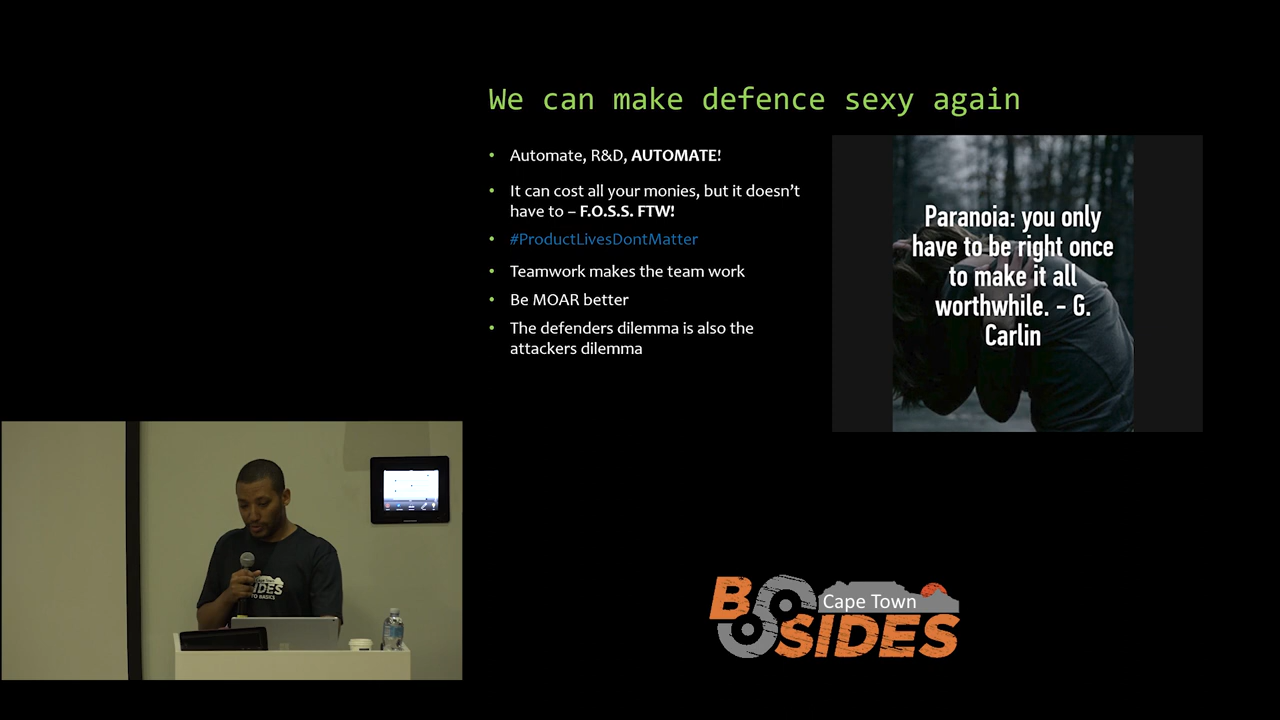 We can make defence sexy again
• Automate, R&D, AUTOMATE!
• It can cost all your monies, but it doesn't
have to – F.O.S.S. FTW!
• #ProductLivesDontMatter
• Teamwork makes the team work
• Be MOAR better
• The defenders dilemma is also the
attackers dilemma
Paranoia: you only
have to be right once
to make it all
worthwhile. - G.
Carlin
B
Cape Town
SIDES